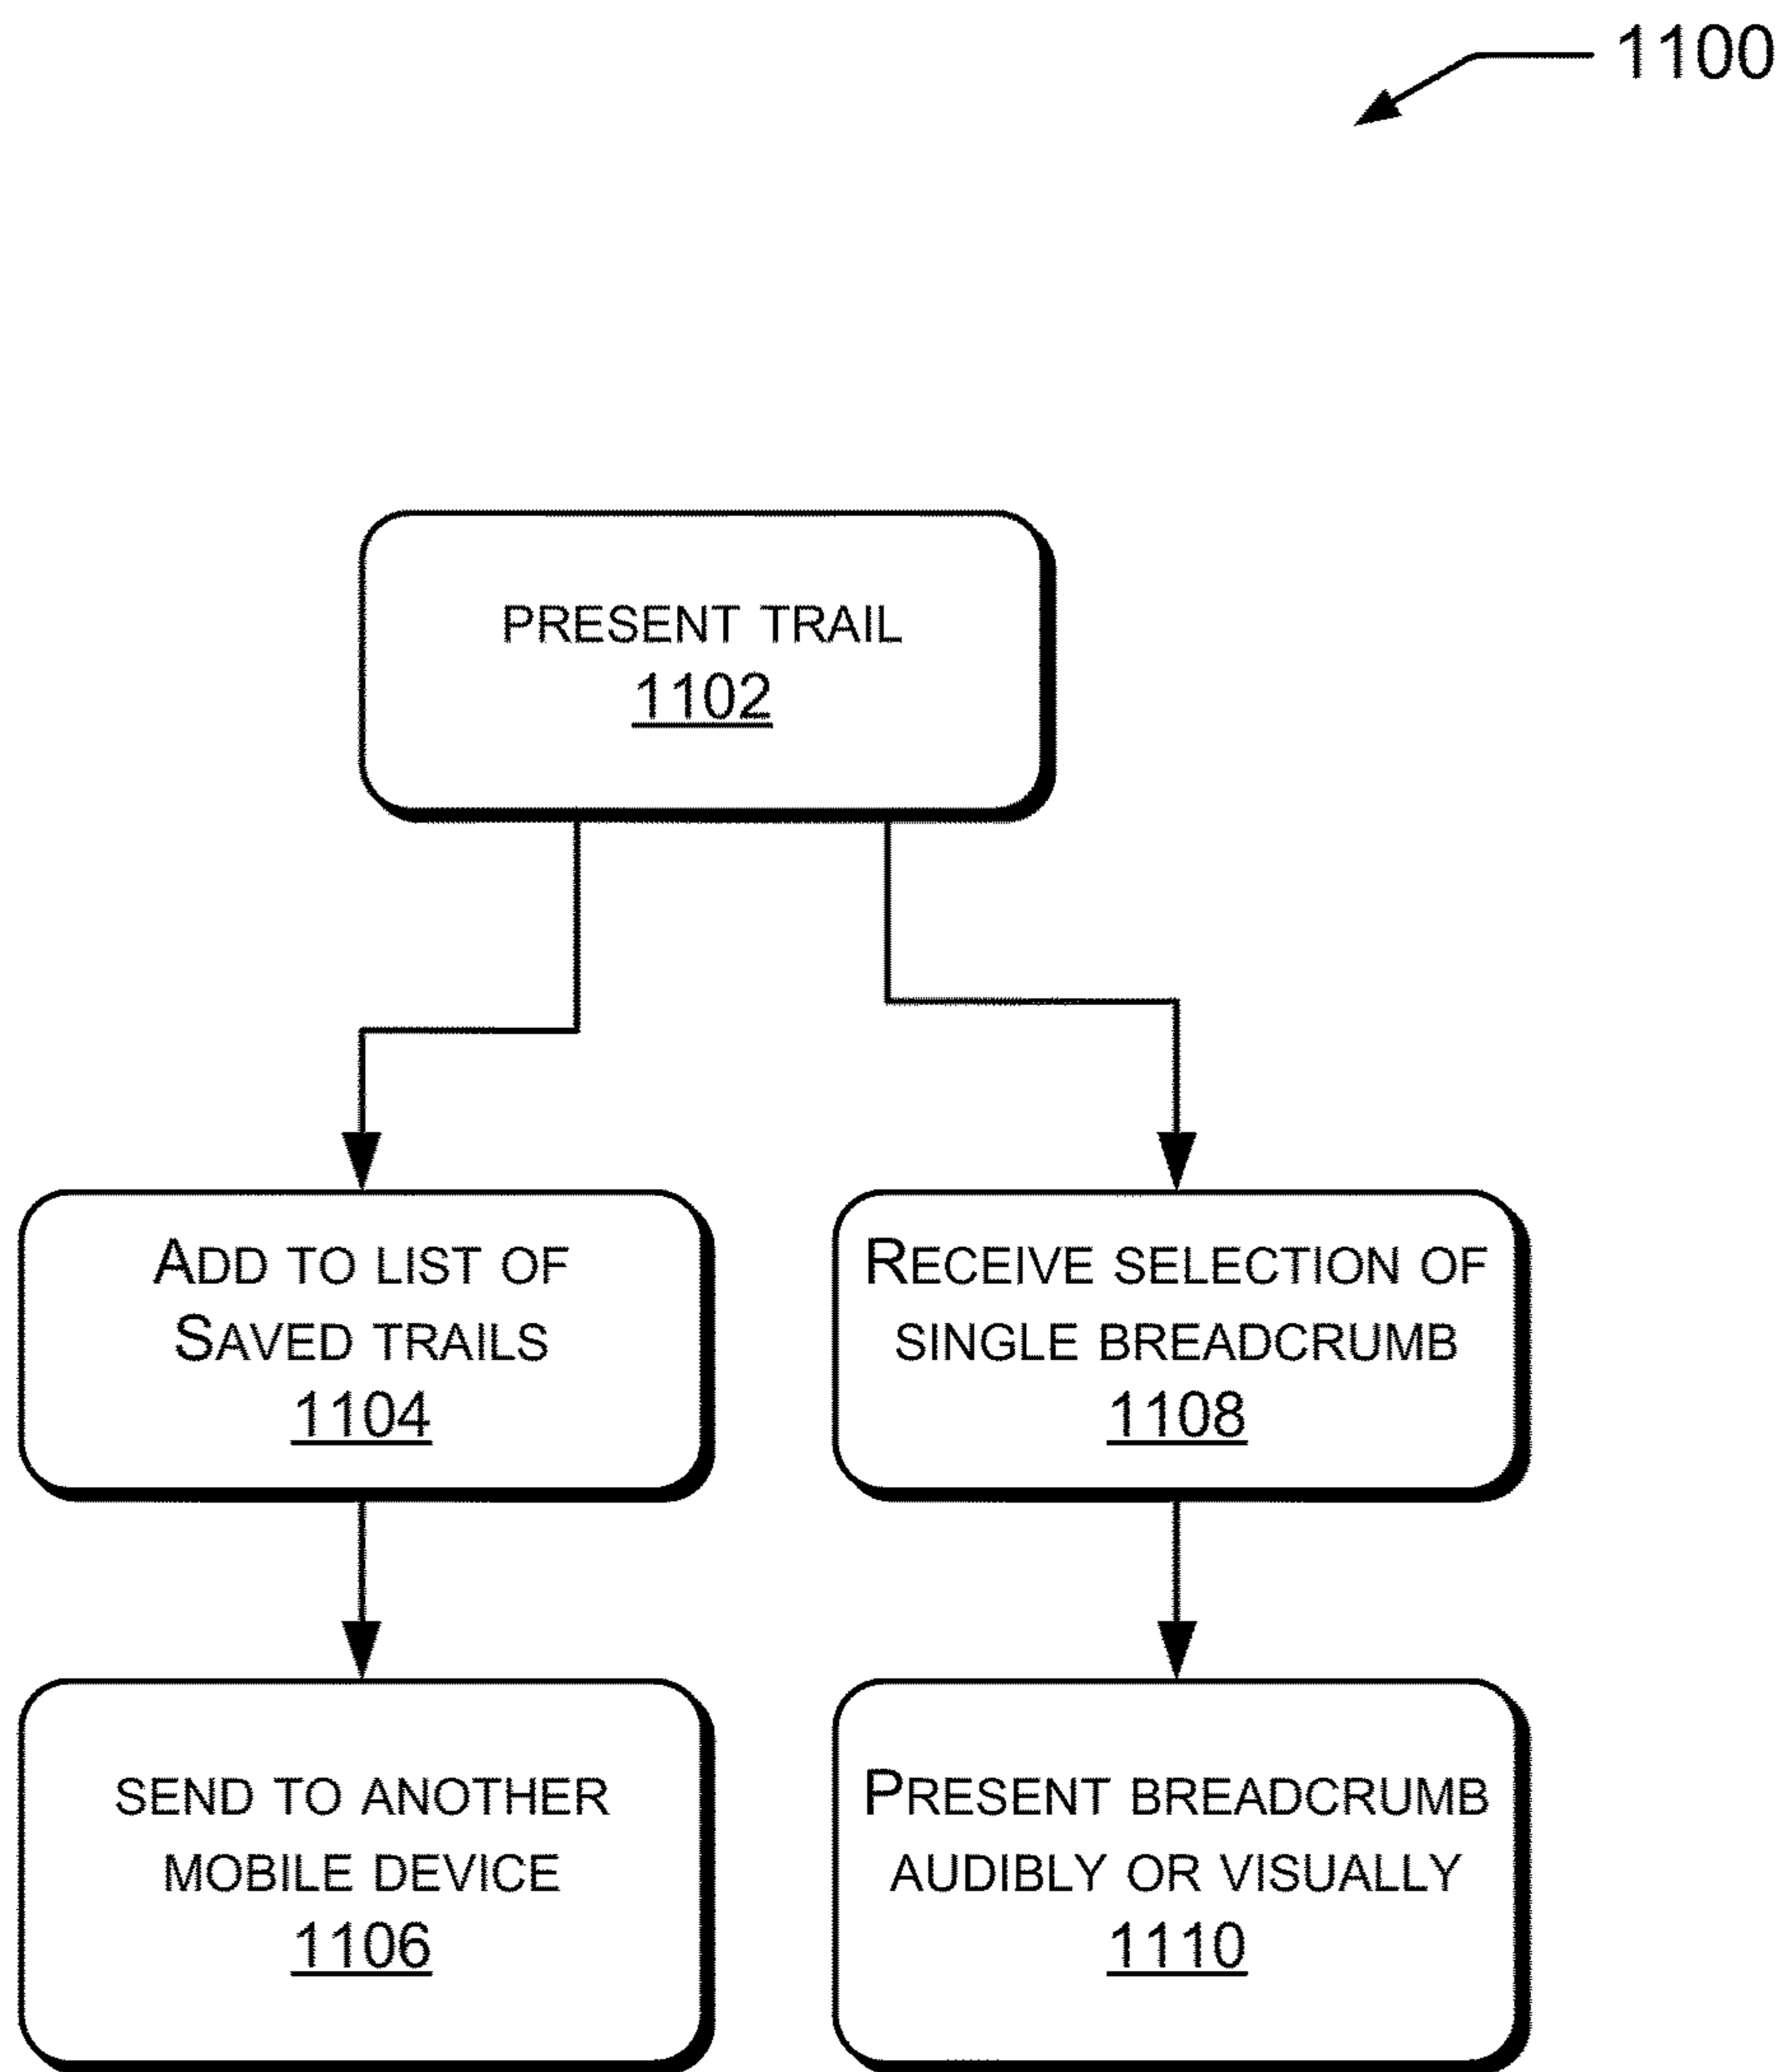 1100
PRESENT TRAIL
1102
ADD TO LIST OF
SAVED TRAILS
1104
RECEIVE SELECTION OF
SINGLE BREADCRUMB
1108
SEND TO ANOTHER
MOBILE DEVICE
1106
PRESENT BREADCRUMB
AUDIBLY OR VISUALLY
1110